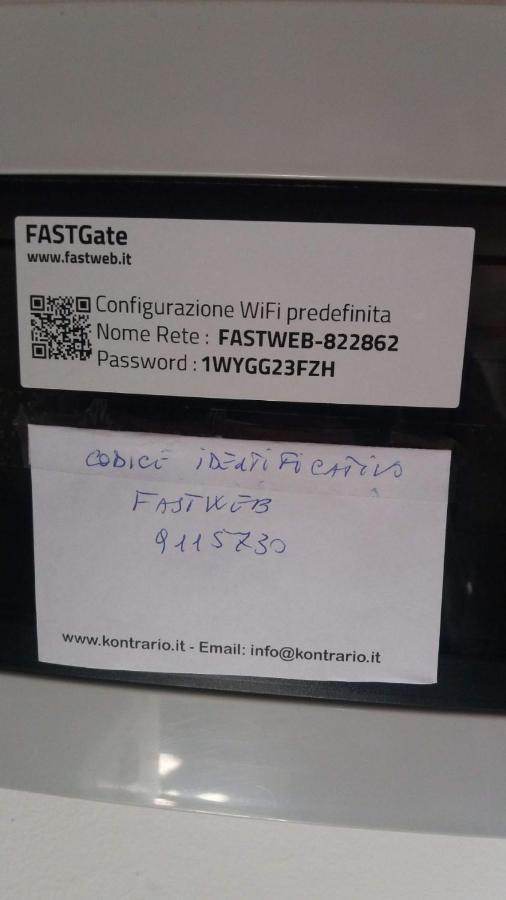 FASTGate
www.fastweb.it
Configurazione WiFi predefinita
Nome Rete : FASTWEB-822862
Password : 1WYGG23FZH
CODICE IDENTIFICATIVO
FASTWEB
9115730
www.kontrario.it - Email: info@kontrario.it